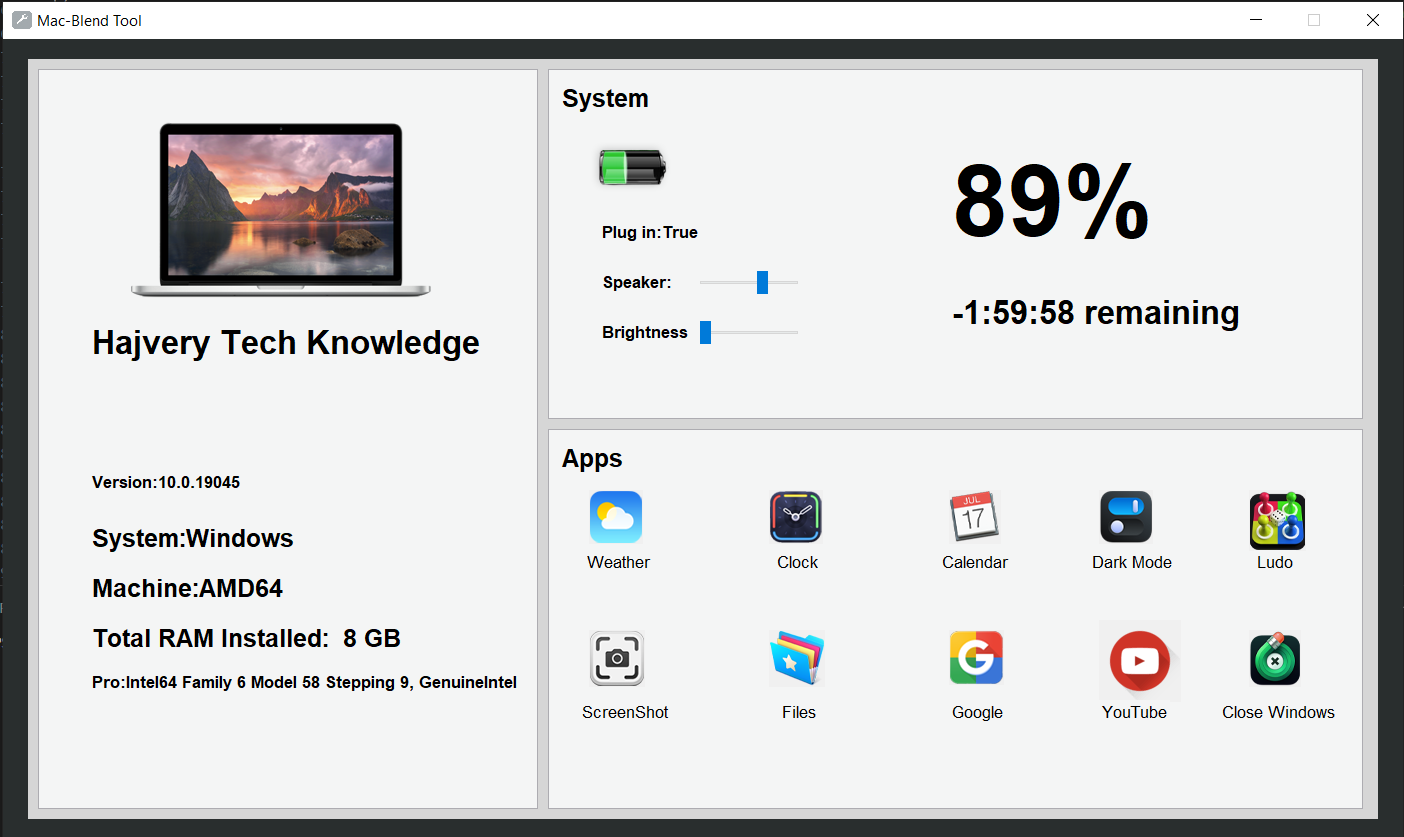 Mac-Blend Tool
Hajvery Tech Knowledge
Version:10.0.19045
System:Windows
Machine:AMD64
Total RAM Installed: 8 GB
Pro:Intel64 Family 6 Model 58 Stepping 9, GenuineIntel
System
89%
Plug in:True
Speaker:
-1:59:58 remaining
Brightness
Apps
JUL
17
Weather
Clock
Calendar
Dark Mode
Ludo
G
ScreenShot
Files
Google
YouTube
Close Windows